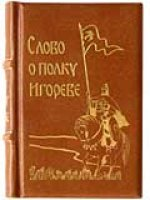 Слово
о полку
Игореве